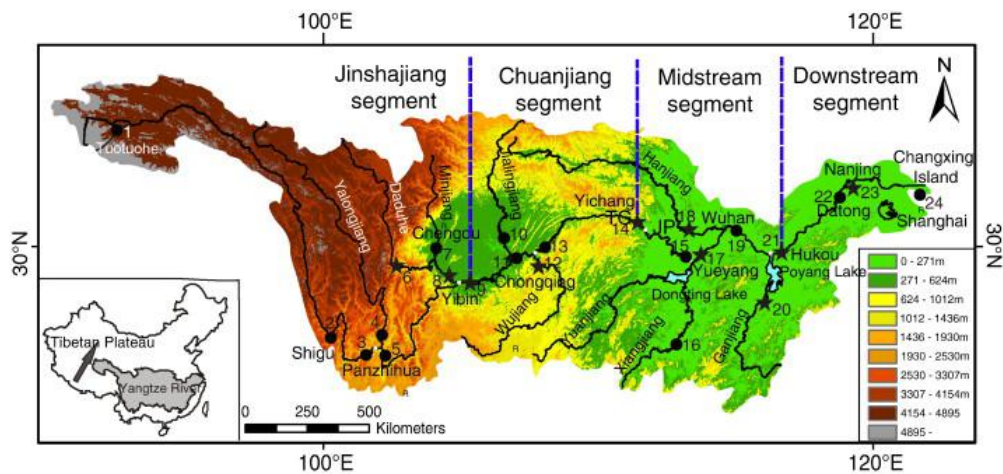 100°E
120°E
Jinshajiang
segment
Chuanjiang
segment
Midstream
segment
Downstream
segment
N
1
Tootuohe
Yalongjiang
Daduhe
Minjiang
Jialingjiang
Hanjiang
Nanjing
Changxing
Island
23
24
22
Datong
R
Shanghai
Yichang
TG
14
18
JP
Wuhan
Chengdu
10
13
7
30°N
30°N
6
8
11
12
15
17
19
21
Hukou
Yueyang
Poyang Lake
9
Yibin
Chongqing
Dongting Lake
20
Wujiang
Yuanjiang
Xiangjiang
Ganjiang
2
4
Shigu
3
5
16
R
Panzhihua
R
Tibetan Plateau
Yangtze River
0 - 271m
271 - 624m
624 - 1012m
1012 - 1436m
1436 - 1930m
1930 - 2530m
2530 - 3307m
3307 - 4154m
4154 - 4895
4895 -
0 125 250 500
Kilometers
100°E
120°E